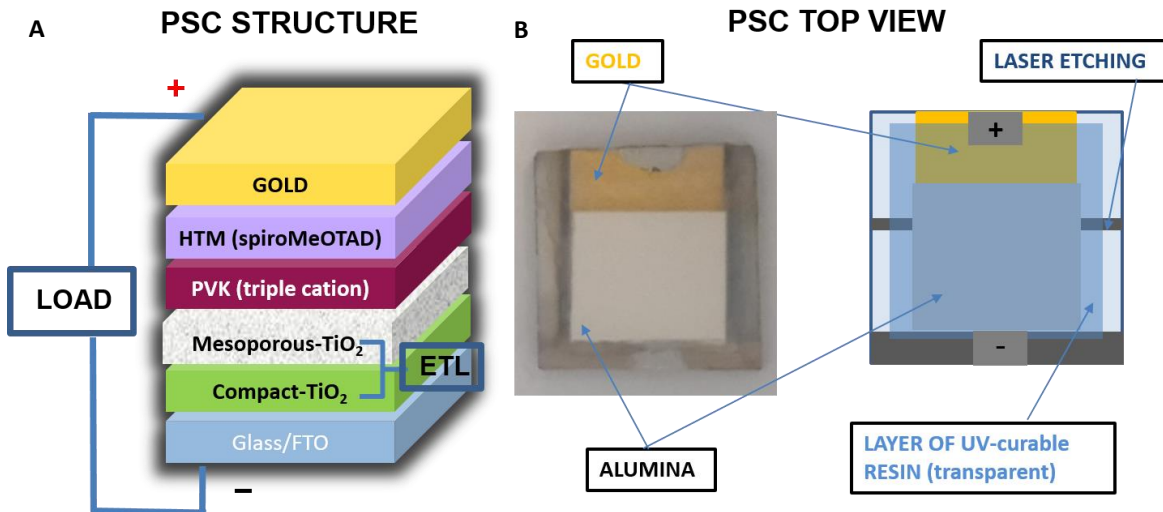 A
PSC STRUCTURE
+
GOLD
HTM (spiroMeOTAD)
PVK (triple cation)
Mesoporous-TiO₂
Compact-TiO₂
ETL
Glass/FTO
LOAD
–
B
PSC TOP VIEW
GOLD
LASER ETCHING
+
-
ALUMINA
LAYER OF UV-curable
RESIN (transparent)